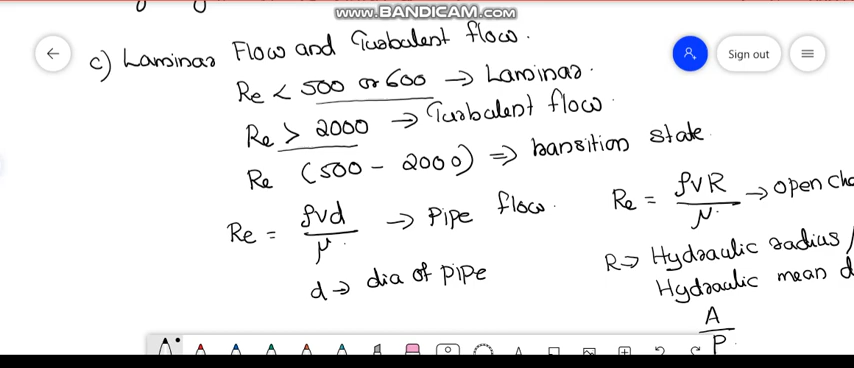 WWW.BANDICAM.COM
c) Laminar Flow and Turbulent flow.
Re < 500 or 600 → Laminar.
Re > 2000 → Turbulent flow.
Re (500 - 2000) ⇒ transition state.
Re = ρvd/μ → Pipe flow.
d → dia of pipe
Re = ρVR/μ → open cha
R → Hydraulic radius /
Hydraulic mean d
A/P
Sign out